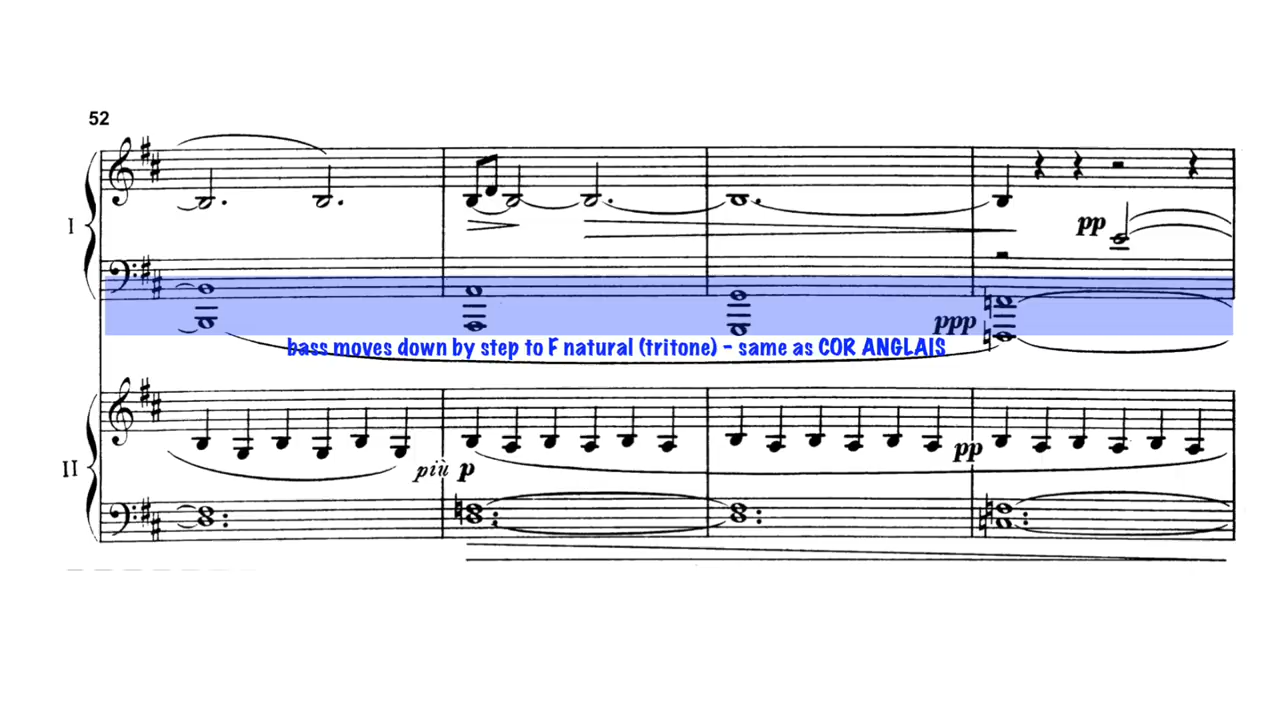 52
I
pp
ppp
bass moves down by step to F natural (tritone) - same as COR ANGLAIS
II
più p
pp